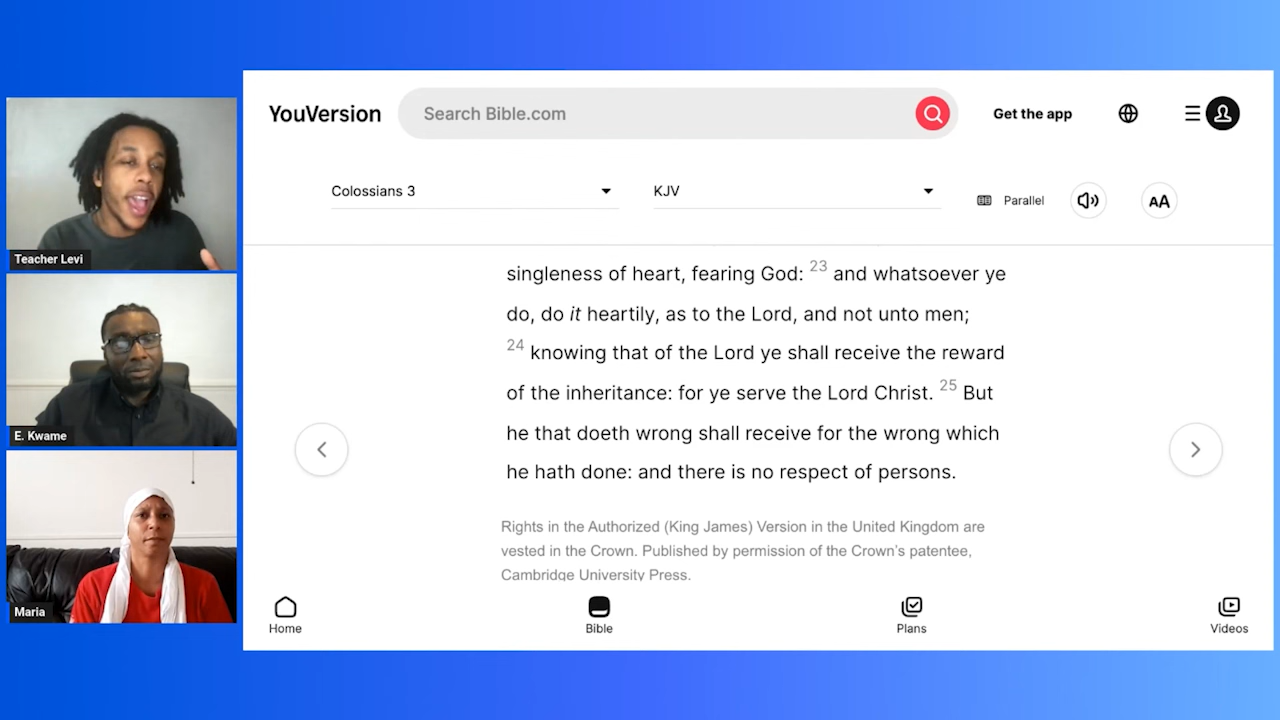 YouVersion
Search Bible.com
Get the app
Colossians 3
KJV
Parallel
AA
Teacher Levi
E. Kwame
Maria
singleness of heart, fearing God: 23 and whatsoever ye
do, do it heartily, as to the Lord, and not unto men;
24 knowing that of the Lord ye shall receive the reward
of the inheritance: for ye serve the Lord Christ. 25 But
he that doeth wrong shall receive for the wrong which
he hath done: and there is no respect of persons.
Rights in the Authorized (King James) Version in the United Kingdom are
vested in the Crown. Published by permission of the Crown’s patentee,
Cambridge University Press.
Home
Bible
Plans
Videos